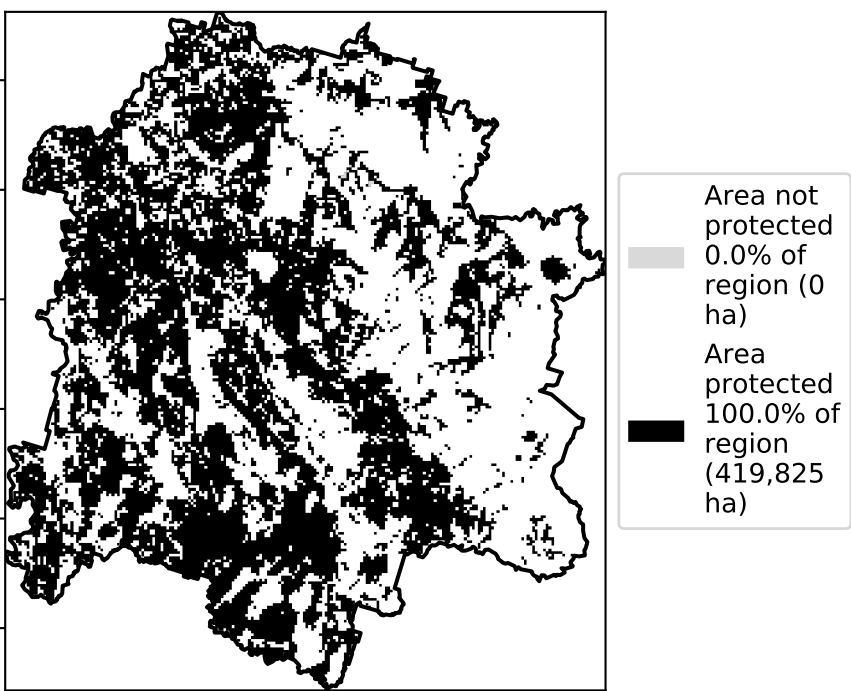 Area not
protected
0.0% of
region (0
ha)
Area
protected
100.0% of
region
(419,825
ha)